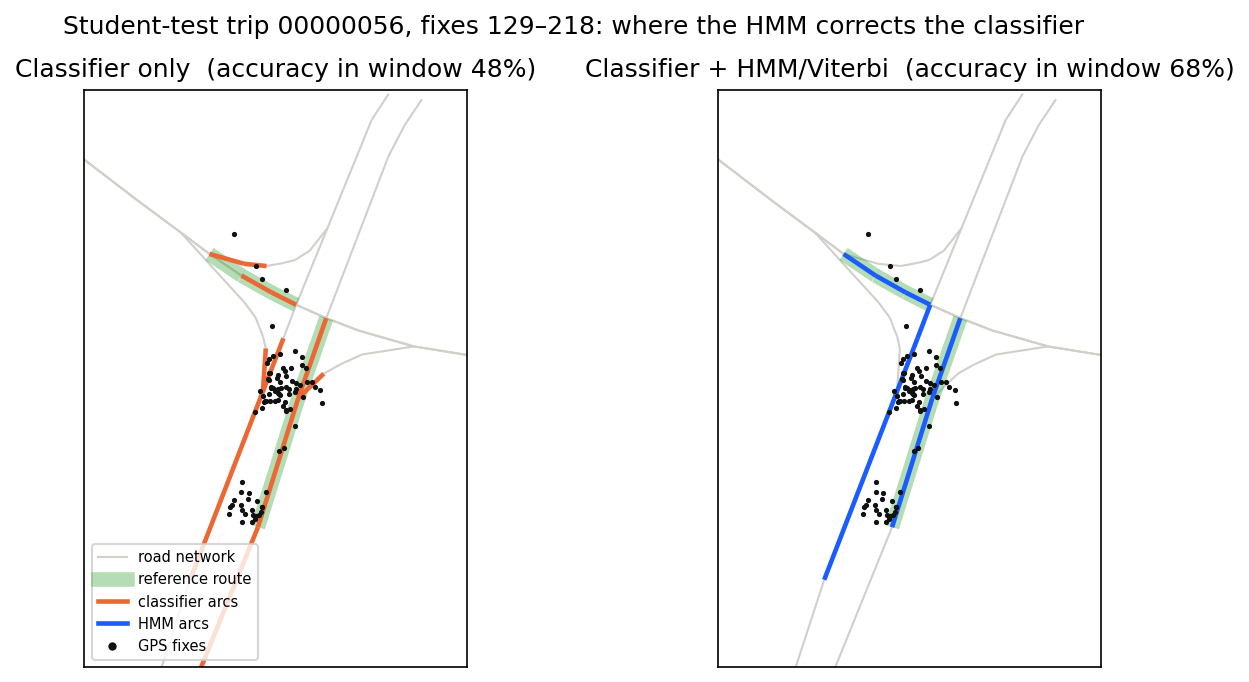 Student-test trip 00000056, fixes 129–218: where the HMM corrects the classifier
Classifier only (accuracy in window 48%)
Classifier + HMM/Viterbi (accuracy in window 68%)
road network
reference route
classifier arcs
HMM arcs
GPS fixes